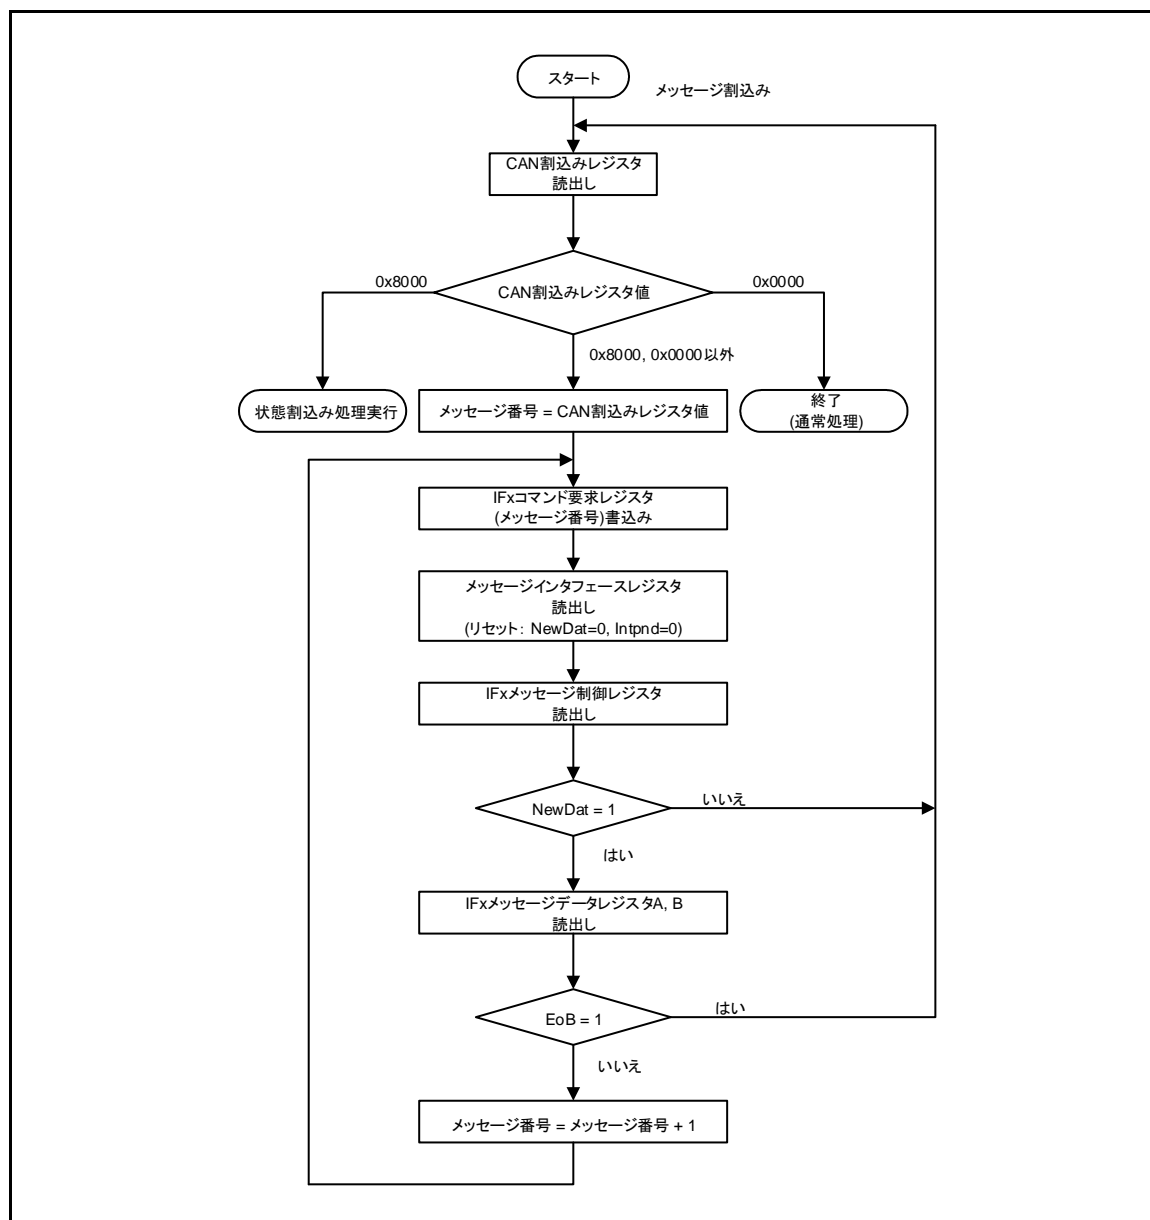 スタート
メッセージ割込み
CAN割込みレジスタ
読出し
0x8000
CAN割込みレジスタ値
0x0000
0x8000, 0x0000以外
状態割込み処理実行
メッセージ番号 = CAN割込みレジスタ値
終了
(通常処理)
IFxコマンド要求レジスタ
(メッセージ番号)書込み
メッセージインタフェースレジスタ
読出し
(リセット: NewDat=0, Intpnd=0)
IFxメッセージ制御レジスタ
読出し
NewDat = 1
いいえ
はい
IFxメッセージデータレジスタA, B
読出し
EoB = 1
はい
いいえ
メッセージ番号 = メッセージ番号 + 1